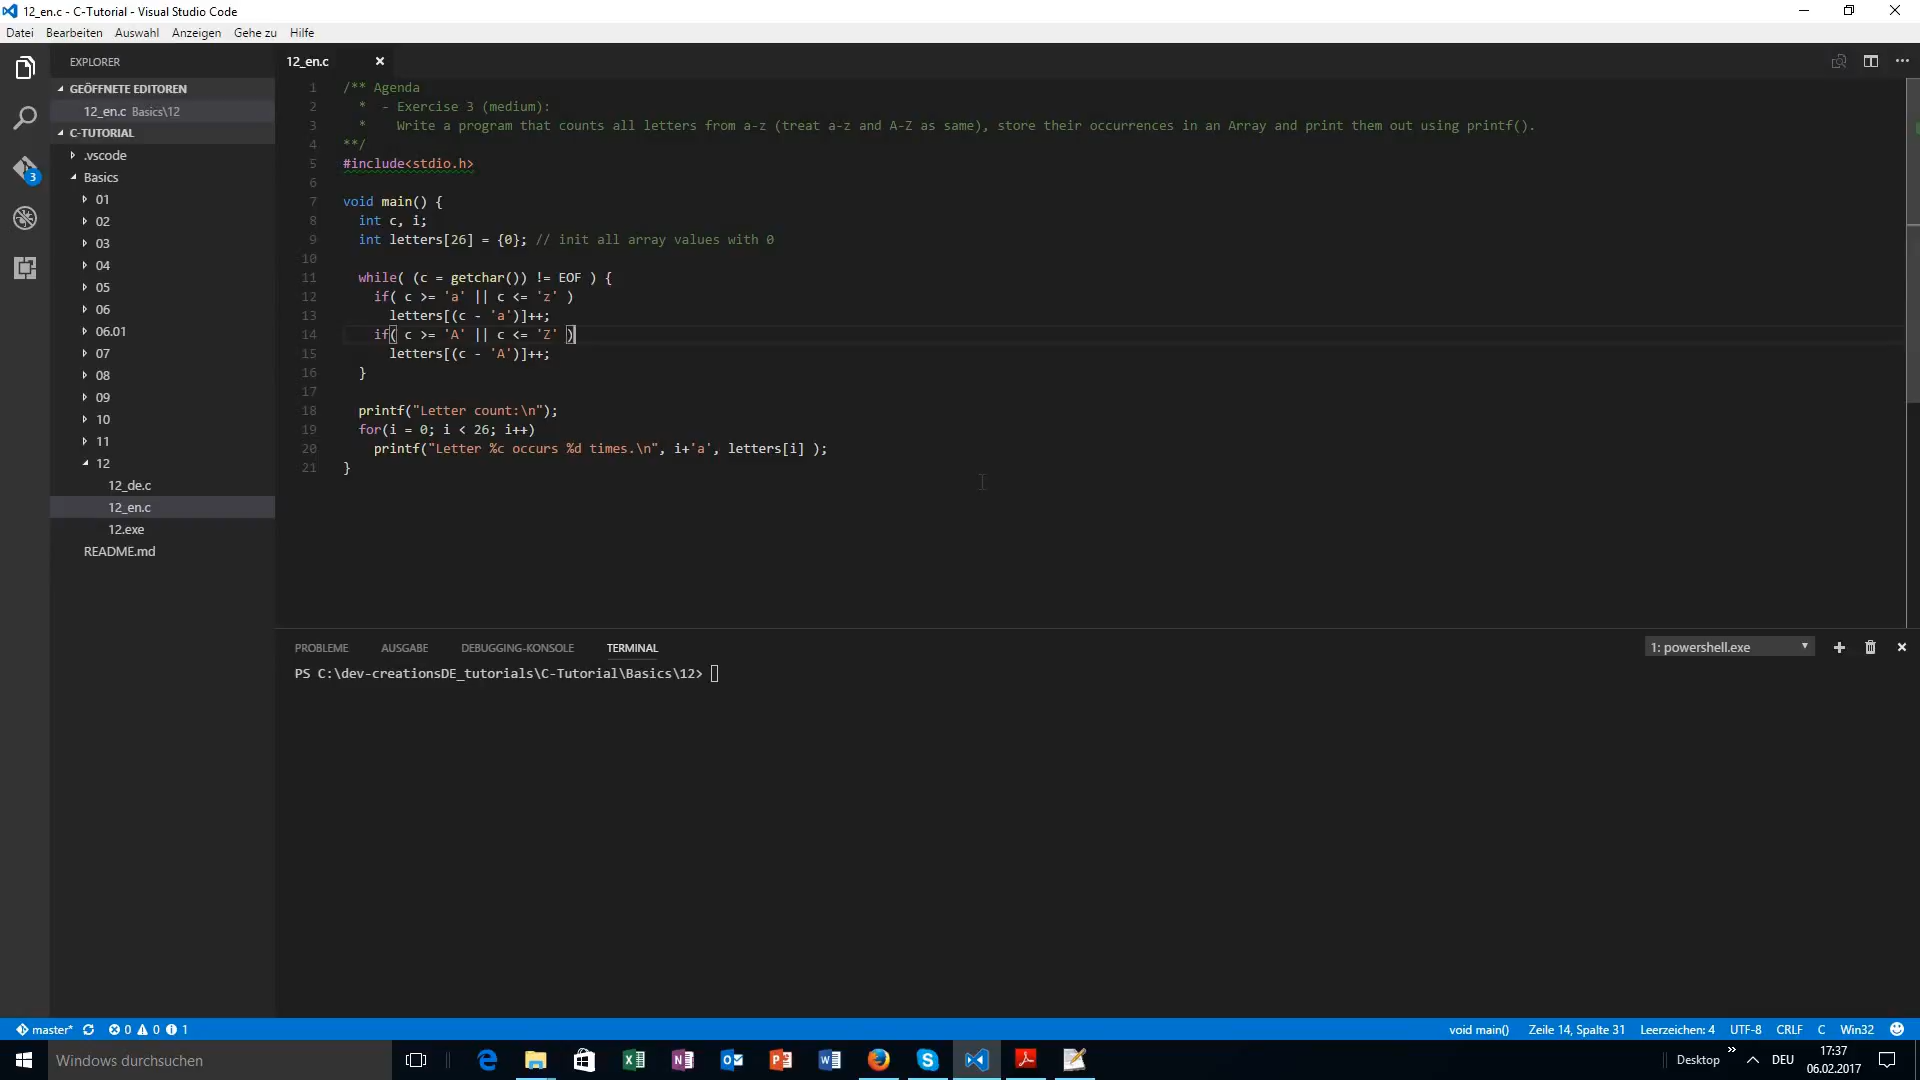 12_en.c - C-Tutorial - Visual Studio Code
Datei Bearbeiten Auswahl Anzeigen Gehe zu Hilfe
EXPLORER
GEÖFFNETE EDITOREN
12_en.c Basics\12
C-TUTORIAL
.vscode
Basics
01
02
03
04
05
06
06.01
07
08
09
10
11
12
12_de.c
12_en.c
12.exe
README.md
3
12_en.c
1 /** Agenda
2 * - Exercise 3 (medium):
3 * Write a program that counts all letters from a-z (treat a-z and A-Z as same), store their occurrences in an Array and print them out using printf().
4 **/
5 #include<stdio.h>
6
7 void main() {
8 int c, i;
9 int letters[26] = {0}; // init all array values with 0
10
11 while( (c = getchar()) != EOF ) {
12 if( c >= 'a' || c <= 'z' )
13 letters[(c - 'a')]++;
14 if( c >= 'A' || c <= 'Z' )
15 letters[(c - 'A')]++;
16 }
17
18 printf("Letter count:\n");
19 for(i = 0; i < 26; i++)
20 printf("Letter %c occurs %d times.\n", i+'a', letters[i] );
21 }
PROBLEME AUSGABE DEBUGGING-KONSOLE TERMINAL
1: powershell.exe
PS C:\dev-creationsDE_tutorials\C-Tutorial\Basics\12>
master* 0 0 1
void main() Zeile 14, Spalte 31 Leerzeichen: 4 UTF-8 CRLF C Win32
Windows durchsuchen
Desktop DEU
17:37
06.02.2017